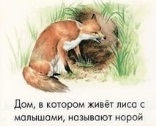 Дом, в котором живёт лиса с
малышами, называют норой